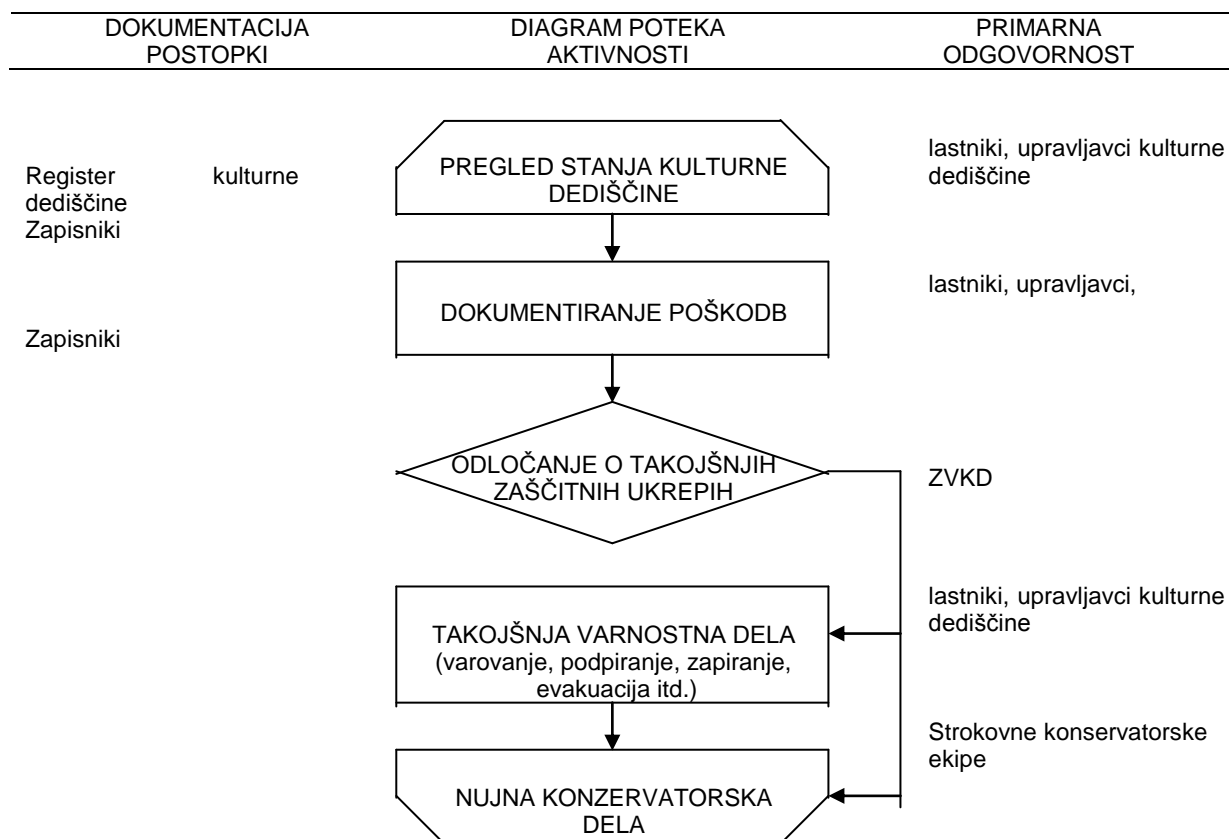 DOKUMENTACIJA
POSTOPKI
DIAGRAM POTEKA
AKTIVNOSTI
PRIMARNA
ODGOVORNOST
Register kulturne
dediščine
Zapisniki
PREGLED STANJA KULTURNE
DEDIŠČINE
lastniki, upravljavci kulturne
dediščine
Zapisniki
DOKUMENTIRANJE POŠKODB
lastniki, upravljavci,
ODLOČANJE O TAKOJŠNJIH
ZAŠČITNIH UKREPIH
ZVKD
TAKOJŠNJA VARNOSTNA DELA
(varovanje, podpiranje, zapiranje,
evakuacija itd.)
lastniki, upravljavci kulturne
dediščine
NUJNA KONZERVATORSKA
DELA
Strokovne konservatorske
ekipe